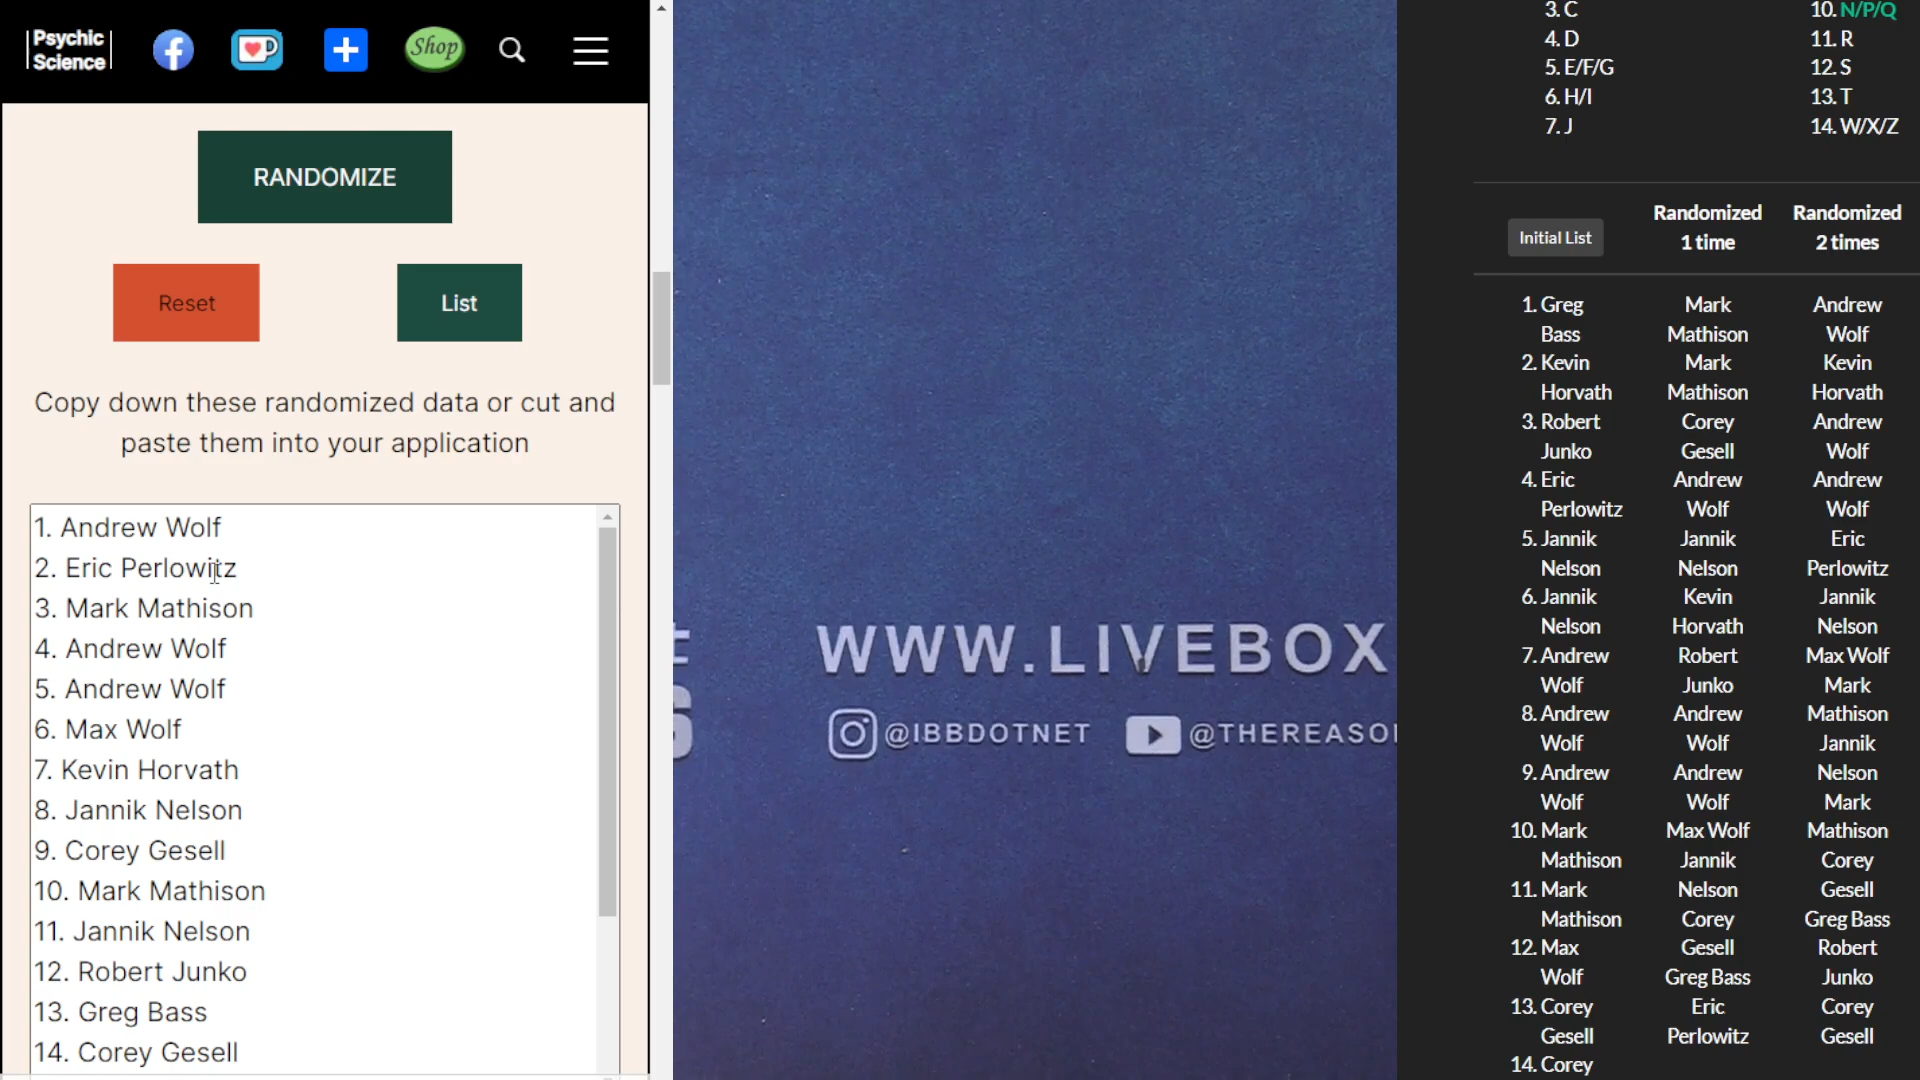 Psychic
Science
Shop
RANDOMIZE
Reset
List
Copy down these randomized data or cut and
paste them into your application
1. Andrew Wolf
2. Eric Perlowitz
3. Mark Mathison
4. Andrew Wolf
5. Andrew Wolf
6. Max Wolf
7. Kevin Horvath
8. Jannik Nelson
9. Corey Gesell
10. Mark Mathison
11. Jannik Nelson
12. Robert Junko
13. Greg Bass
14. Corey Gesell
WWW.LIVEBOX
@IBBDOTNET
@THEREASO
3. C
4. D
5. E/F/G
6. H/I
7. J
10. N/P/Q
11. R
12. S
13. T
14. W/X/Z
Initial List
Randomized
1 time
Randomized
2 times
1. Greg
Bass
2. Kevin
Horvath
3. Robert
Junko
4. Eric
Perlowitz
5. Jannik
Nelson
6. Jannik
Nelson
7. Andrew
Wolf
8. Andrew
Wolf
9. Andrew
Wolf
10. Mark
Mathison
11. Mark
Mathison
12. Max
Wolf
13. Corey
Gesell
14. Corey
Mark
Mathison
Mark
Mathison
Corey
Gesell
Andrew
Wolf
Jannik
Nelson
Kevin
Horvath
Robert
Junko
Andrew
Wolf
Andrew
Wolf
Max Wolf
Jannik
Nelson
Corey
Gesell
Greg Bass
Eric
Perlowitz
Andrew
Wolf
Kevin
Horvath
Andrew
Wolf
Andrew
Wolf
Eric
Perlowitz
Jannik
Nelson
Max Wolf
Mark
Mathison
Jannik
Nelson
Mark
Mathison
Corey
Gesell
Greg Bass
Robert
Junko
Corey
Gesell